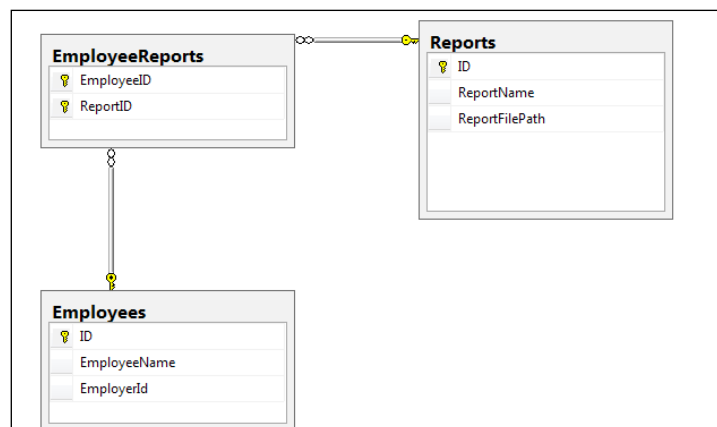 EmployeeReports
EmployeeID
ReportID
Reports
ID
ReportName
ReportFilePath
Employees
ID
EmployeeName
EmployerId